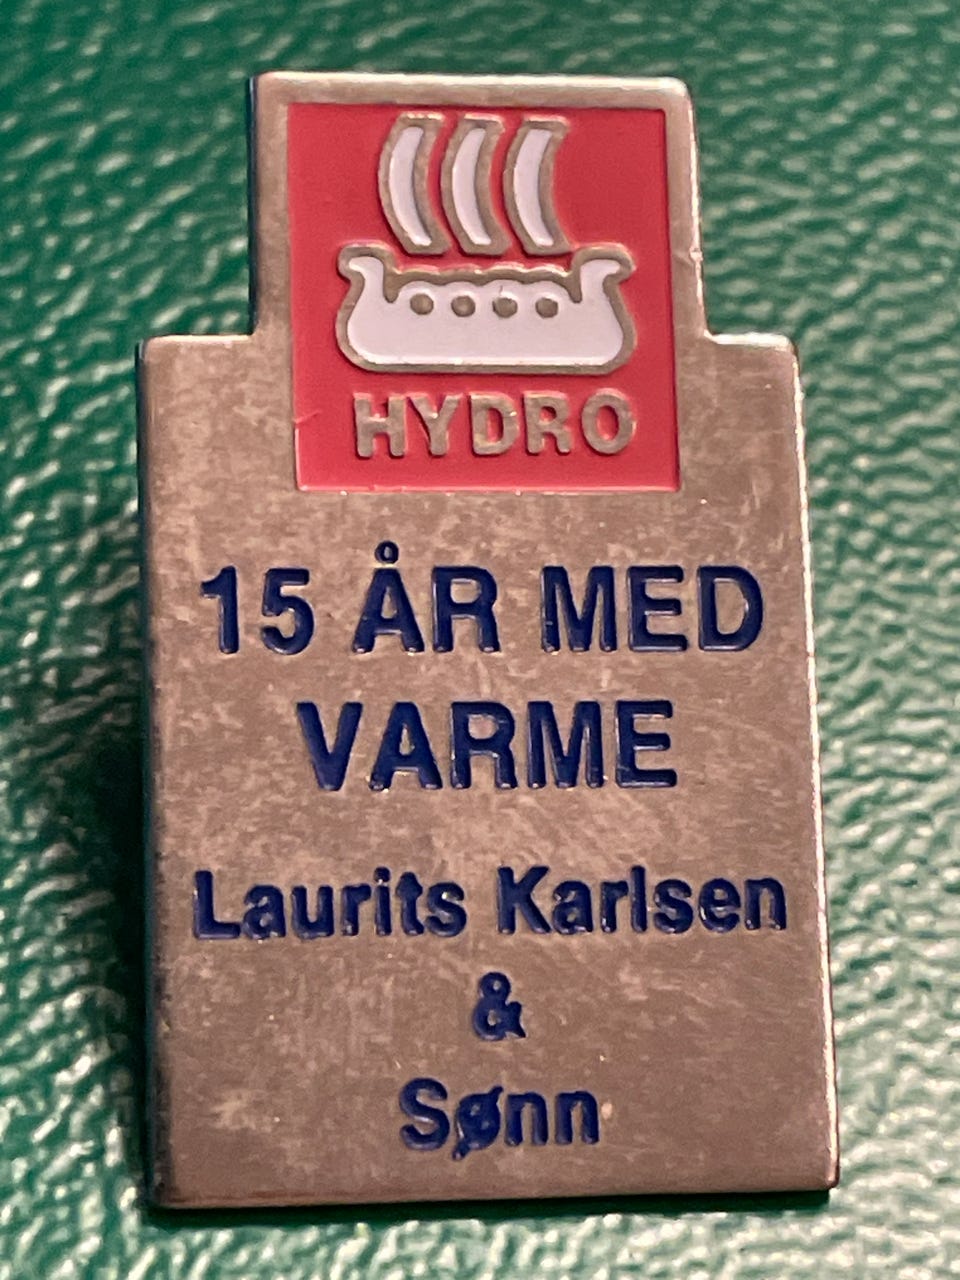 HYDRO
15 ÅR MED
VARME
Laurits Karlsen
&
Sønn